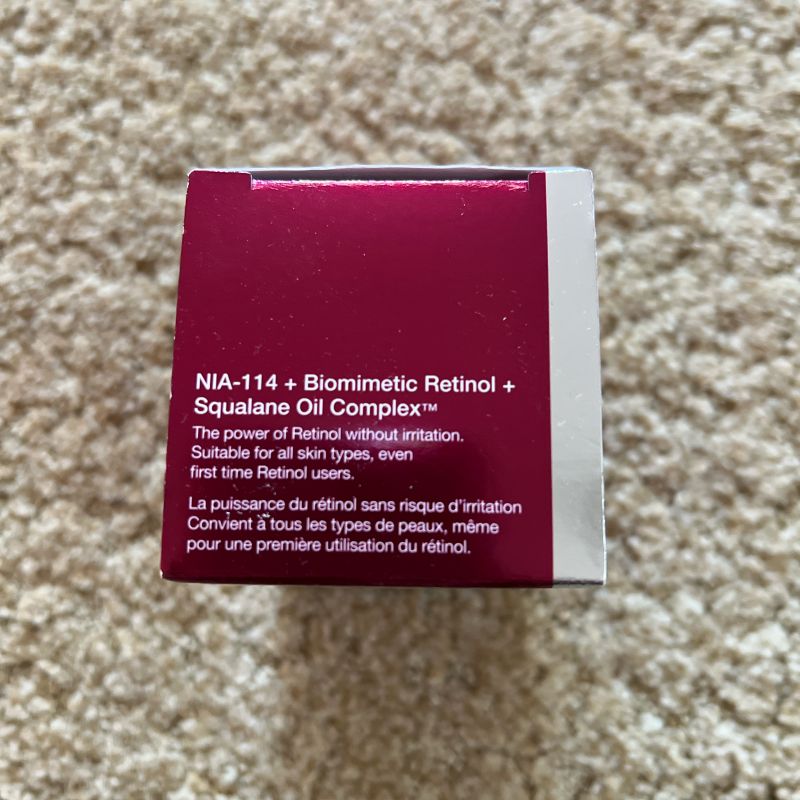 NIA-114 + Biomimetic Retinol +
Squalane Oil Complex™
The power of Retinol without irritation.
Suitable for all skin types, even
first time Retinol users.
La puissance du rétinol sans risque d'irritation
Convient à tous les types de peaux, même
pour une première utilisation du rétinol.